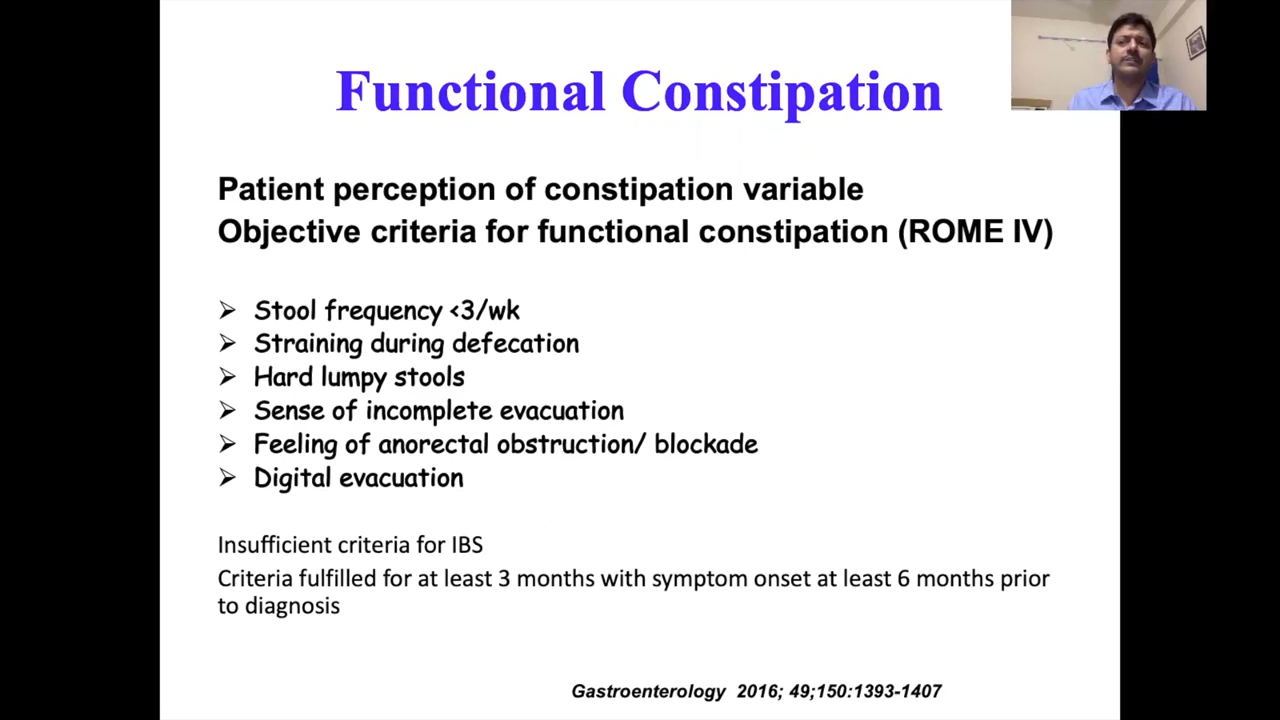 Functional Constipation
Patient perception of constipation variable
Objective criteria for functional constipation (ROME IV)
➢ Stool frequency <3/wk
➢ Straining during defecation
➢ Hard lumpy stools
➢ Sense of incomplete evacuation
➢ Feeling of anorectal obstruction/ blockade
➢ Digital evacuation
Insufficient criteria for IBS
Criteria fulfilled for at least 3 months with symptom onset at least 6 months prior
to diagnosis
Gastroenterology 2016; 49;150:1393-1407